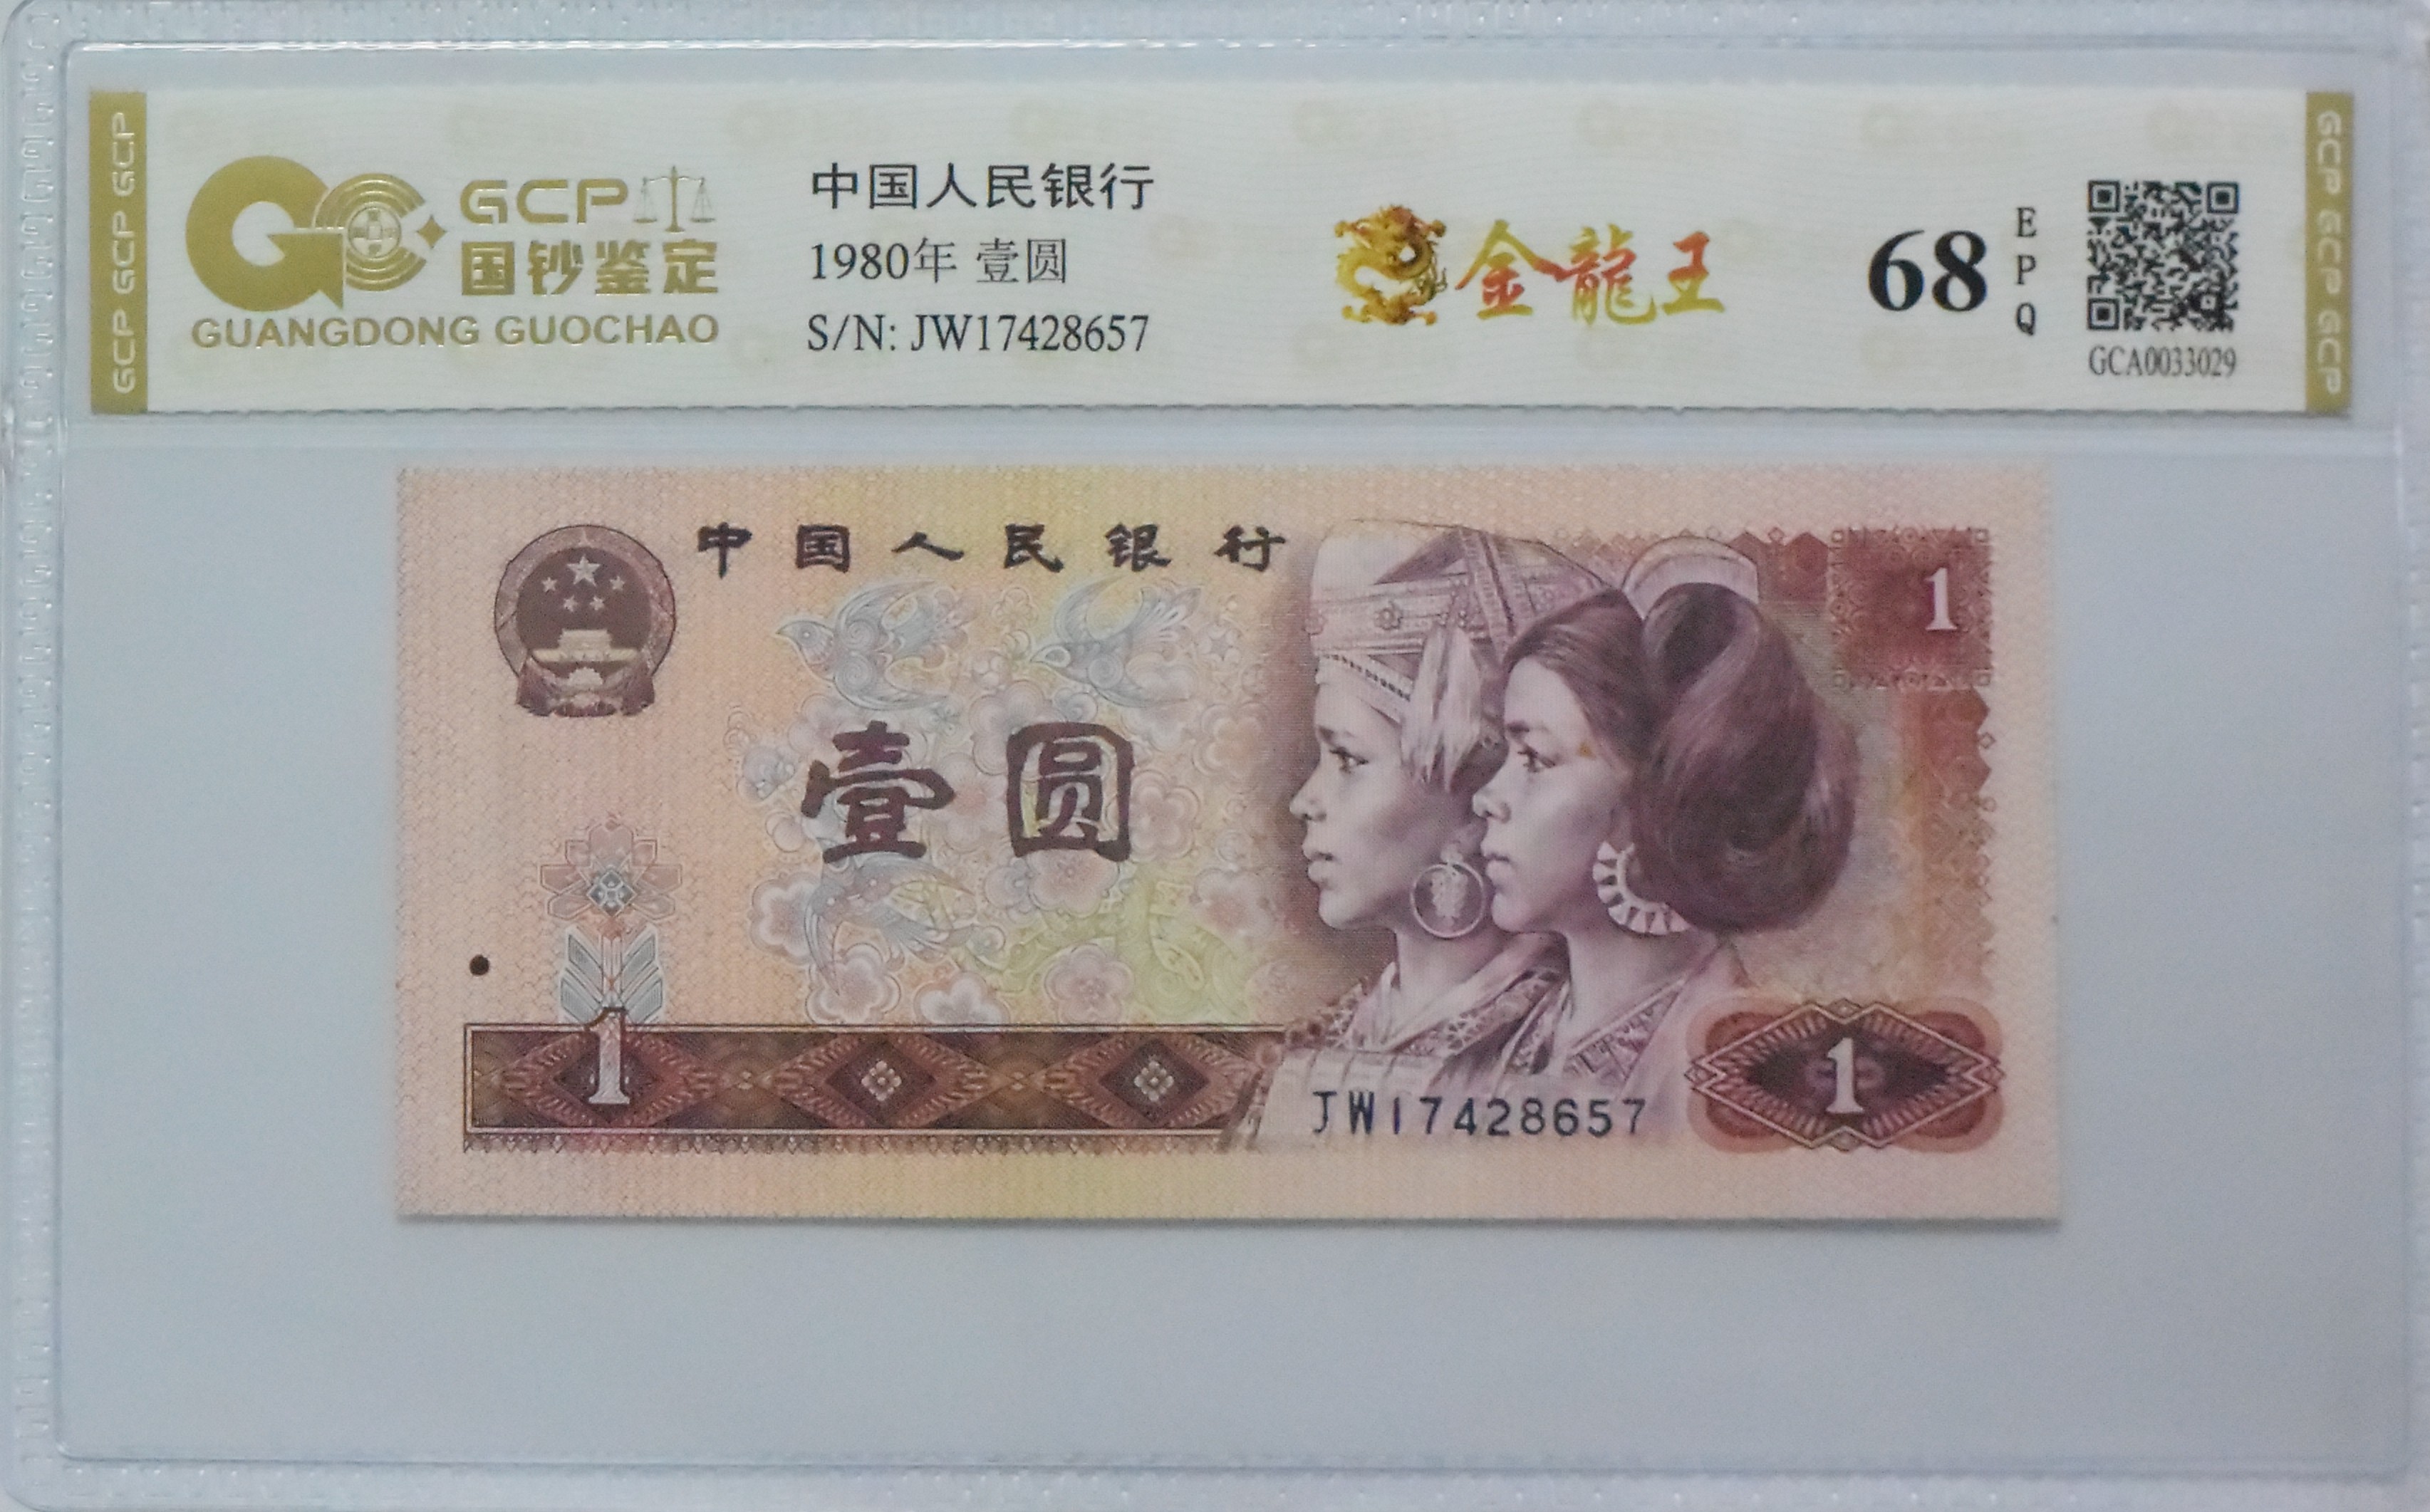 GCP GCP GCP
GCP
国钞鉴定
GUANGDONG GUOCHAO
中国人民银行
1980年 壹圆
S/N: JW17428657
金龍王
68
E
P
Q
GCA0033029
GCP GCP GCP
中国人民银行
1
壹圆
1
JW17428657
1